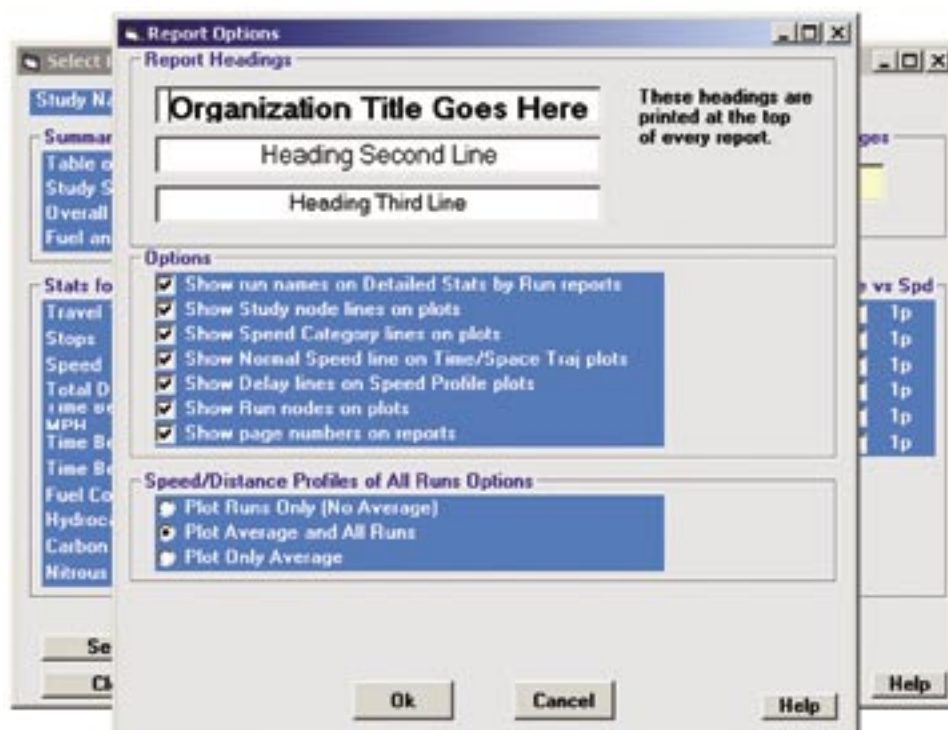 Report Options
Report Headings
Organization Title Goes Here
Heading Second Line
Heading Third Line
These headings are
printed at the top
of every report.
Options
Show run names on Detailed Stats by Run reports
Show Study node lines on plots
Show Speed Category lines on plots
Show Normal Speed line on Time/Space Traj plots
Show Delay lines on Speed Profile plots
Show Run nodes on plots
Show page numbers on reports
Speed/Distance Profiles of All Runs Options
Plot Runs Only (No Average)
Plot Average and All Runs
Plot Only Average
Ok
Cancel
Help
Select
Study Na
Summar
Table o
Study S
Overall
Fuel an
Stats fo
Travel
Stops
Speed
Total D
MPH
Time Be
Time Be
Fuel Co
Hydroca
Carbon
Nitrous
Se
Cl
ges
vs Spd
1p
1p
1p
1p
1p
1p
Help